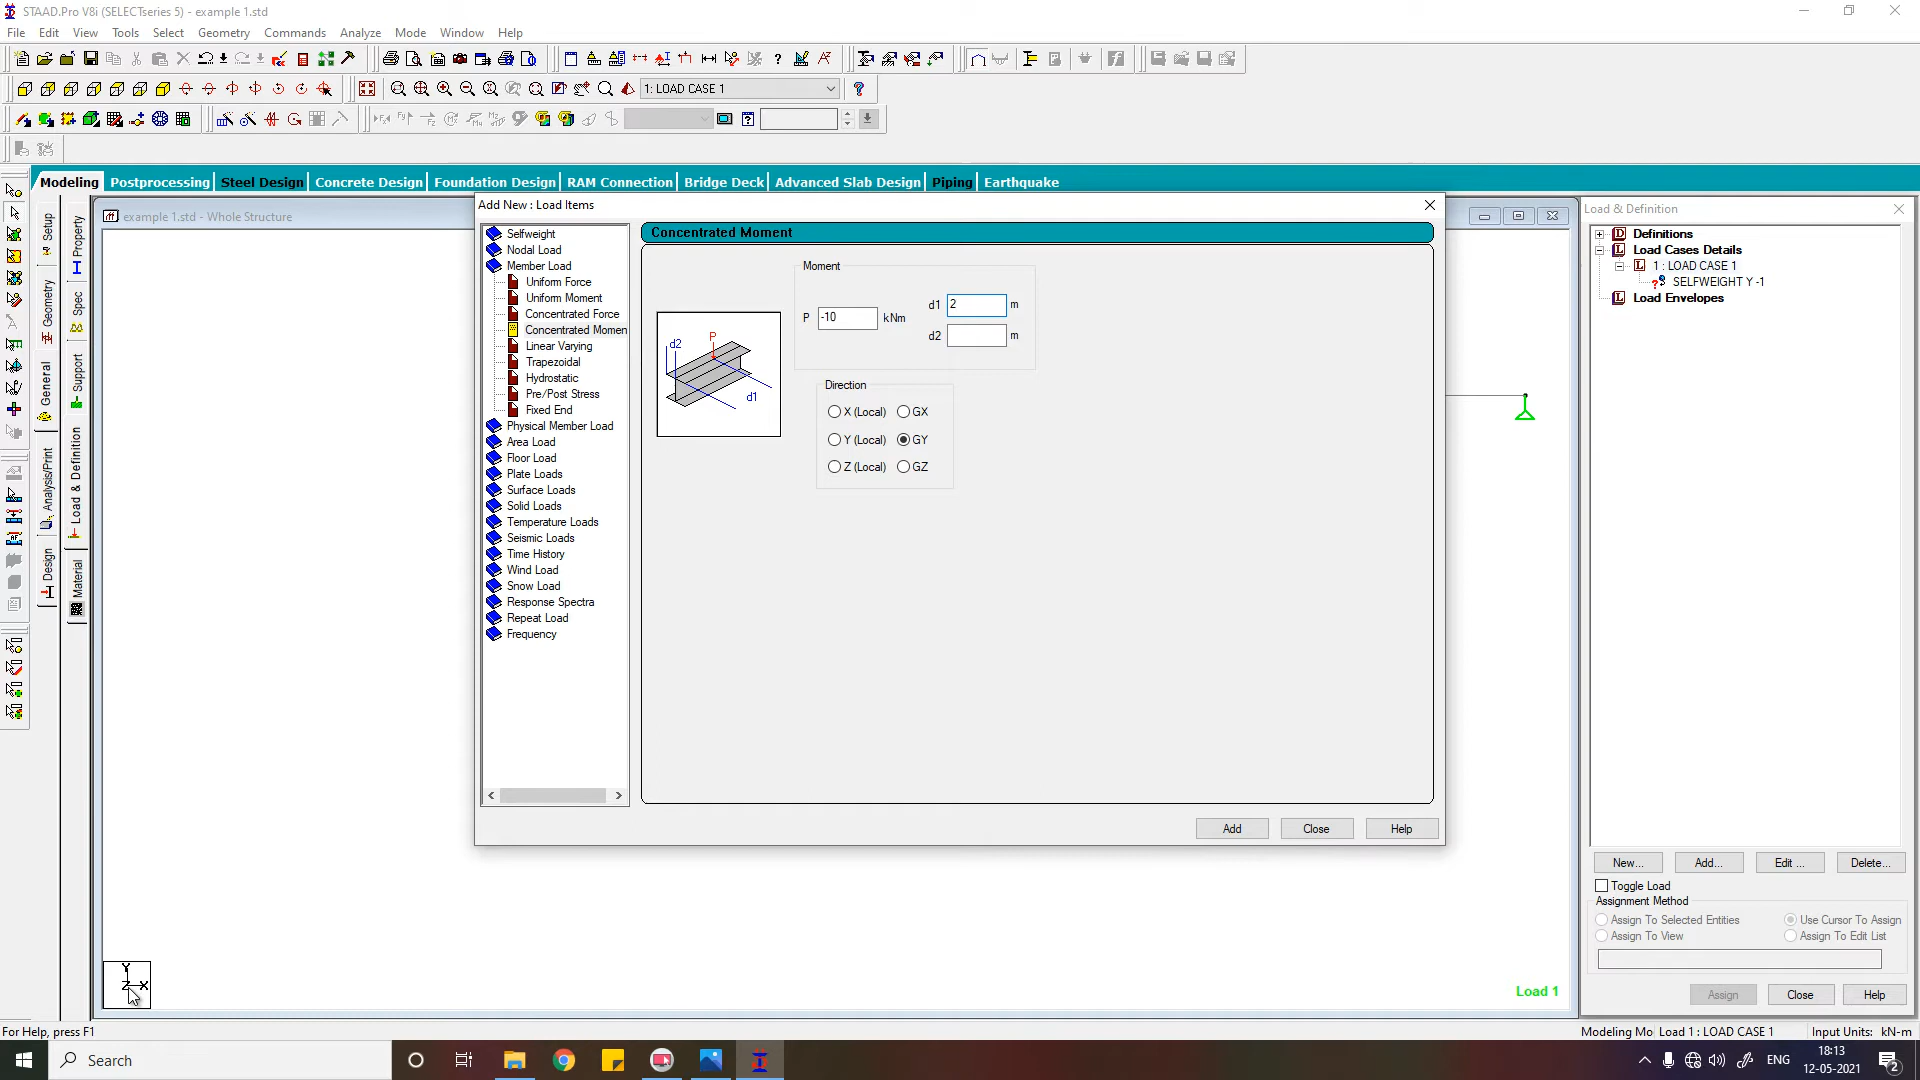 STAAD.Pro V8i (SELECTseries 5) - example 1.std
File Edit View Tools Select Geometry Commands Analyze Mode Window Help
1: LOAD CASE 1
Modeling Postprocessing Steel Design Concrete Design Foundation Design RAM Connection Bridge Deck Advanced Slab Design Piping Earthquake
example 1.std - Whole Structure
Setup
Geometry
General
Analysis/Print
Design
Property
Spec
Support
Load & Definition
Material
Add New : Load Items
Selfweight
Nodal Load
Member Load
Uniform Force
Uniform Moment
Concentrated Force
Concentrated Momen
Linear Varying
Trapezoidal
Hydrostatic
Pre/Post Stress
Fixed End
Physical Member Load
Area Load
Floor Load
Plate Loads
Surface Loads
Solid Loads
Temperature Loads
Seismic Loads
Time History
Wind Load
Snow Load
Response Spectra
Repeat Load
Frequency
Concentrated Moment
Moment
P -10 kNm
d1 2 m
d2 m
d2
P
d1
Direction
X (Local) GX
Y (Local) GY
Z (Local) GZ
Add Close Help
Load & Definition
Definitions
Load Cases Details
1 : LOAD CASE 1
SELFWEIGHT Y -1
Load Envelopes
New... Add... Edit ... Delete...
Toggle Load
Assignment Method
Assign To Selected Entities Use Cursor To Assign
Assign To View Assign To Edit List
Assign Close Help
Y
Z X
Load 1
For Help, press F1
Modeling Mo Load 1 : LOAD CASE 1 Input Units: kN-m
Search
ENG
18:13
12-05-2021
2